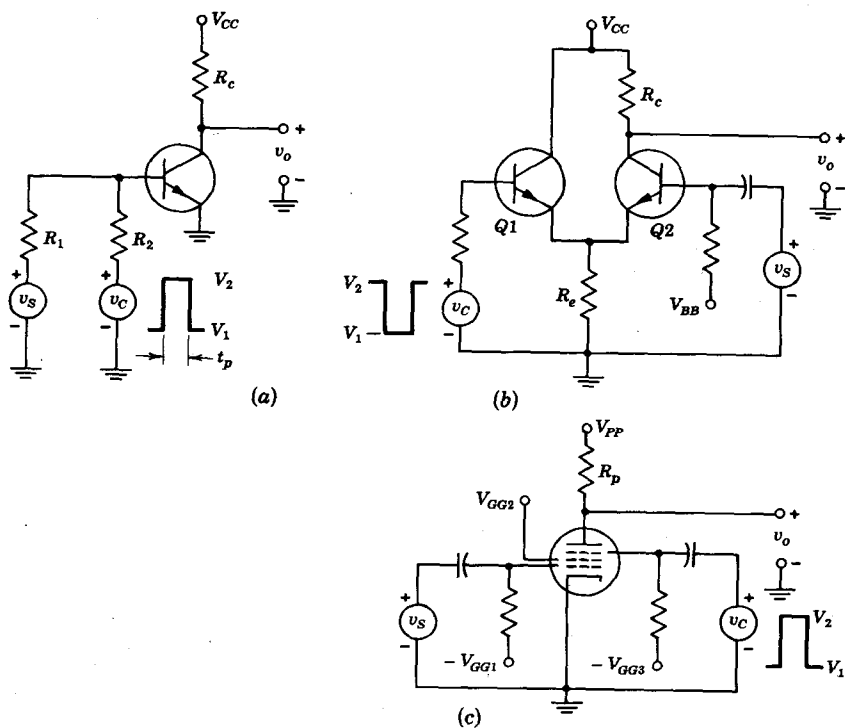 V_CC
R_c
+
v_o
−
R_1
R_2
+
v_S
−
+
v_C
−
V_2
V_1
t_p
(a)
V_CC
R_c
+
v_o
−
Q1
Q2
V_2
V_1
+
v_C
−
R_e
V_BB
+
v_S
−
(b)
V_PP
R_p
V_GG2
+
v_o
−
+
v_S
−
− V_GG1
− V_GG3
+
v_C
−
V_2
V_1
(c)